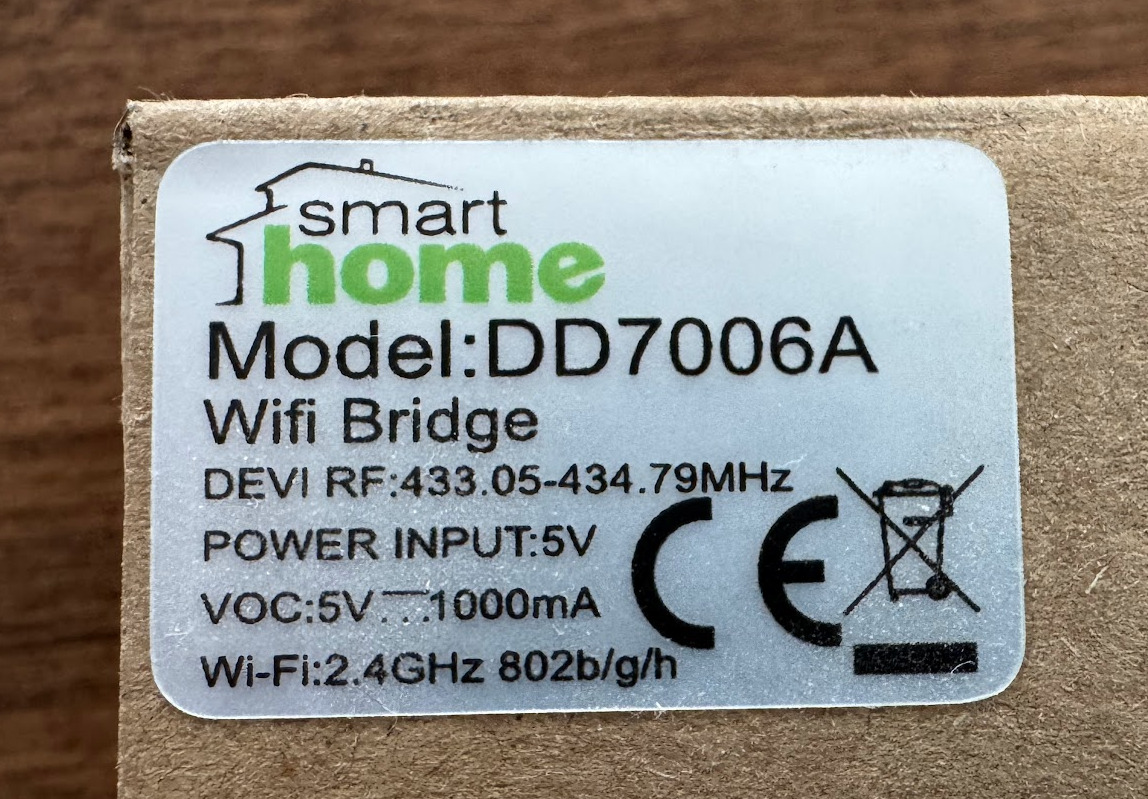 smart
home
Model:DD7006A
Wifi Bridge
DEVI RF:433.05-434.79MHz
POWER INPUT:5V
VOC:5V⎓1000mA
Wi-Fi:2.4GHz 802b/g/h
CE